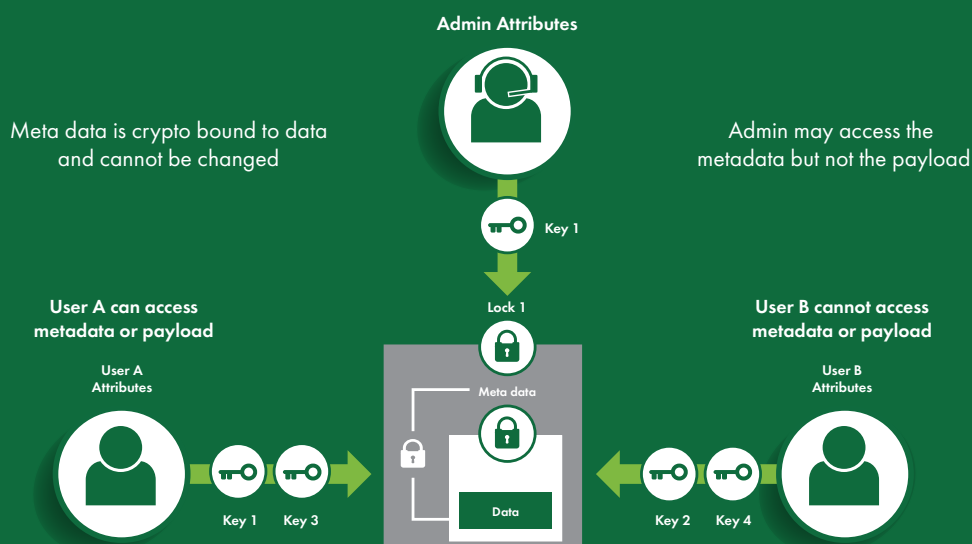 Admin Attributes
Meta data is crypto bound to data
and cannot be changed
Admin may access the
metadata but not the payload
Key 1
User A can access
metadata or payload
Lock 1
User B cannot access
metadata or payload
User A
Attributes
Meta data
User B
Attributes
Key 1
Key 3
Data
Key 2
Key 4